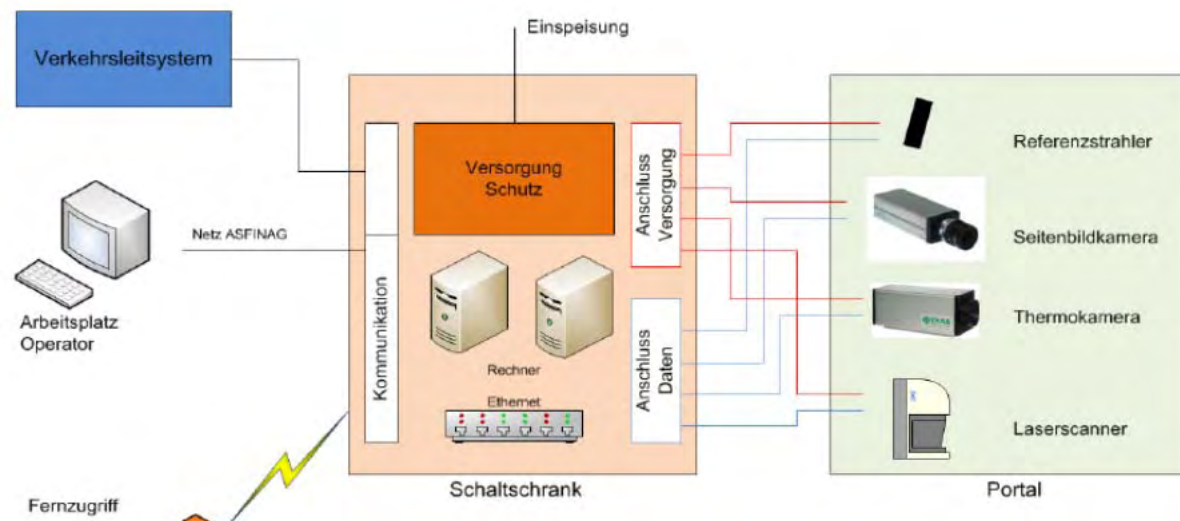 Einspeisung
Verkehrsleitsystem
Versorgung
Schutz
Anschluss
Versorgung
Referenzstrahler
Seitenbildkamera
Netz ASFINAG
Arbeitsplatz
Operator
Kommunikation
Rechner
Ethernet
Anschluss
Daten
Thermokamera
Laserscanner
Schaltschrank
Portal
Fernzugriff